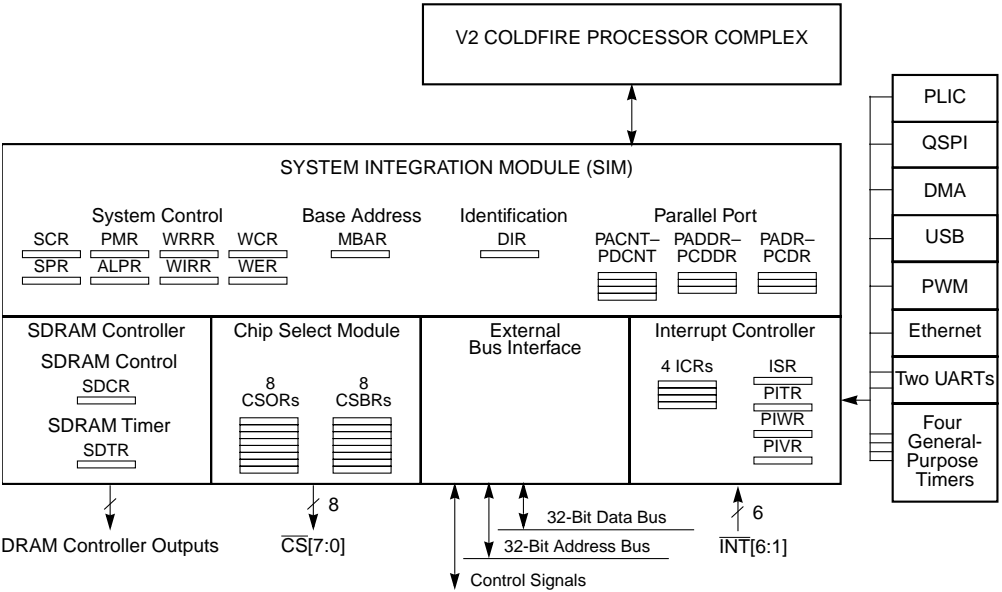 V2 COLDFIRE PROCESSOR COMPLEX
SYSTEM INTEGRATION MODULE (SIM)
System Control
SCR PMR WRRR WCR
SPR ALPR WIRR WER
Base Address
MBAR
Identification
DIR
Parallel Port
PACNT–
PDCNT
PADDR–
PCDDR
PADR–
PCDR
SDRAM Controller
SDRAM Control
SDCR
SDRAM Timer
SDTR
Chip Select Module
8
CSORs
8
CSBRs
External
Bus Interface
Interrupt Controller
4 ICRs
ISR
PITR
PIWR
PIVR
PLIC
QSPI
DMA
USB
PWM
Ethernet
Two UARTs
Four
General-
Purpose
Timers
DRAM Controller Outputs
8
CS[7:0]
32-Bit Data Bus
32-Bit Address Bus
Control Signals
6
INT[6:1]